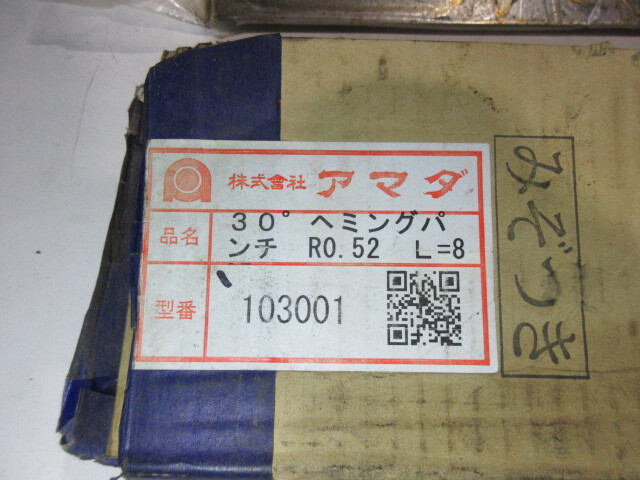 株式會社 アマダ
品名 30° ヘミングパ
ンチ R0.52 L=8
型番 103001
みぞつき